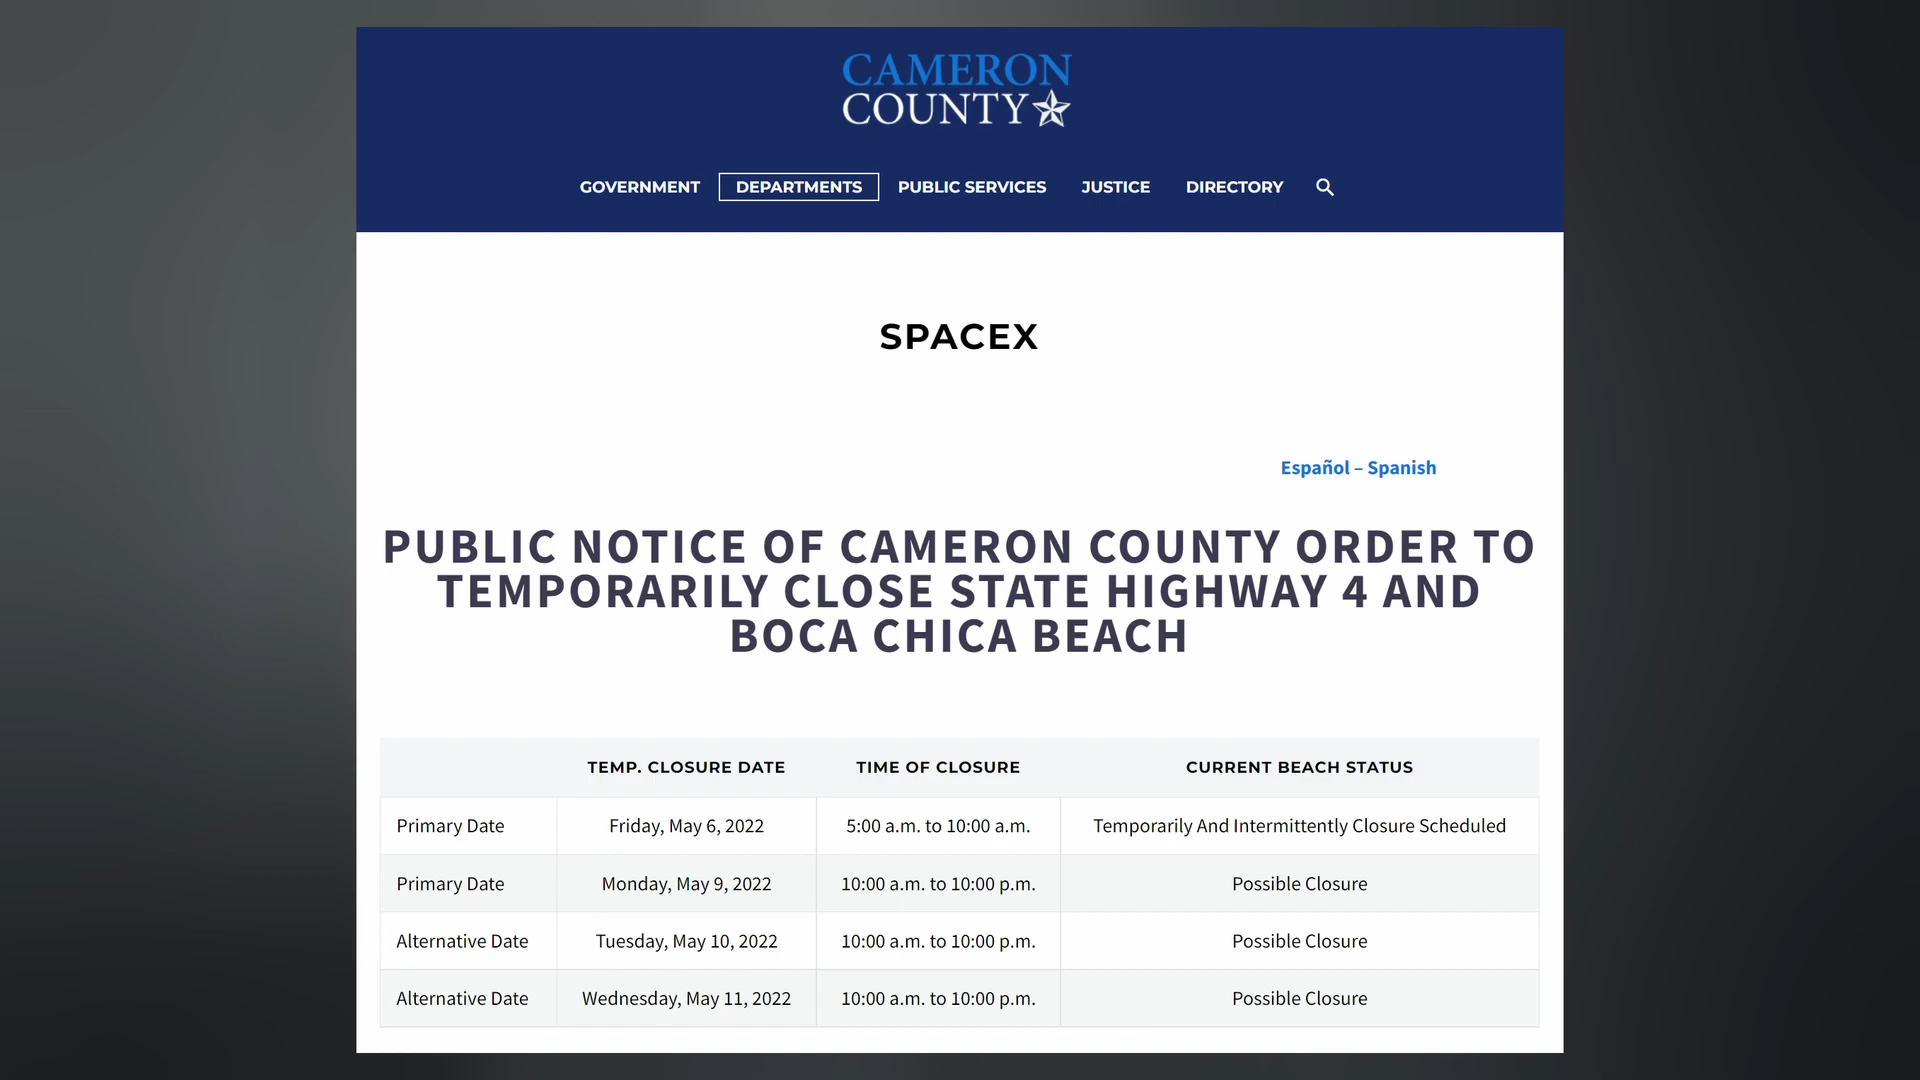 CAMERON
COUNTY
GOVERNMENT DEPARTMENTS PUBLIC SERVICES JUSTICE DIRECTORY
SPACEX
Español – Spanish
PUBLIC NOTICE OF CAMERON COUNTY ORDER TO
TEMPORARILY CLOSE STATE HIGHWAY 4 AND
BOCA CHICA BEACH
TEMP. CLOSURE DATE TIME OF CLOSURE CURRENT BEACH STATUS
Primary Date Friday, May 6, 2022 5:00 a.m. to 10:00 a.m. Temporarily And Intermittently Closure Scheduled
Primary Date Monday, May 9, 2022 10:00 a.m. to 10:00 p.m. Possible Closure
Alternative Date Tuesday, May 10, 2022 10:00 a.m. to 10:00 p.m. Possible Closure
Alternative Date Wednesday, May 11, 2022 10:00 a.m. to 10:00 p.m. Possible Closure